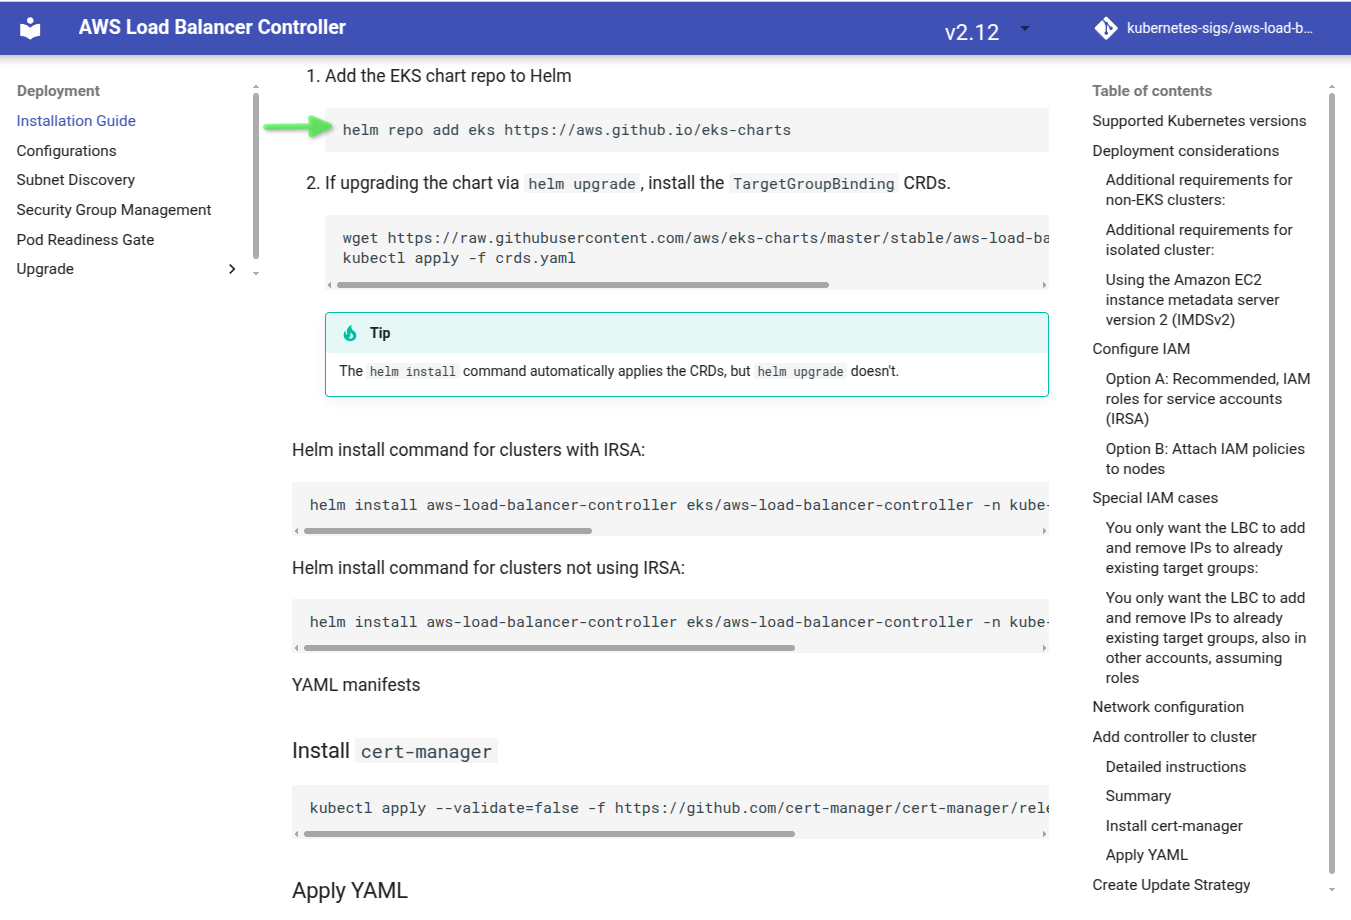 AWS Load Balancer Controller
v2.12
kubernetes-sigs/aws-load-b...
Deployment
Installation Guide
Configurations
Subnet Discovery
Security Group Management
Pod Readiness Gate
Upgrade
1. Add the EKS chart repo to Helm
helm repo add eks https://aws.github.io/eks-charts
2. If upgrading the chart via helm upgrade, install the TargetGroupBinding CRDs.
wget https://raw.githubusercontent.com/aws/eks-charts/master/stable/aws-load-ba
kubectl apply -f crds.yaml
Tip
The helm install command automatically applies the CRDs, but helm upgrade doesn't.
Helm install command for clusters with IRSA:
helm install aws-load-balancer-controller eks/aws-load-balancer-controller -n kube-
Helm install command for clusters not using IRSA:
helm install aws-load-balancer-controller eks/aws-load-balancer-controller -n kube-
YAML manifests
Install cert-manager
kubectl apply --validate=false -f https://github.com/cert-manager/cert-manager/rele
Apply YAML
Table of contents
Supported Kubernetes versions
Deployment considerations
Additional requirements for
non-EKS clusters:
Additional requirements for
isolated cluster:
Using the Amazon EC2
instance metadata server
version 2 (IMDSv2)
Configure IAM
Option A: Recommended, IAM
roles for service accounts
(IRSA)
Option B: Attach IAM policies
to nodes
Special IAM cases
You only want the LBC to add
and remove IPs to already
existing target groups:
You only want the LBC to add
and remove IPs to already
existing target groups, also in
other accounts, assuming
roles
Network configuration
Add controller to cluster
Detailed instructions
Summary
Install cert-manager
Apply YAML
Create Update Strategy